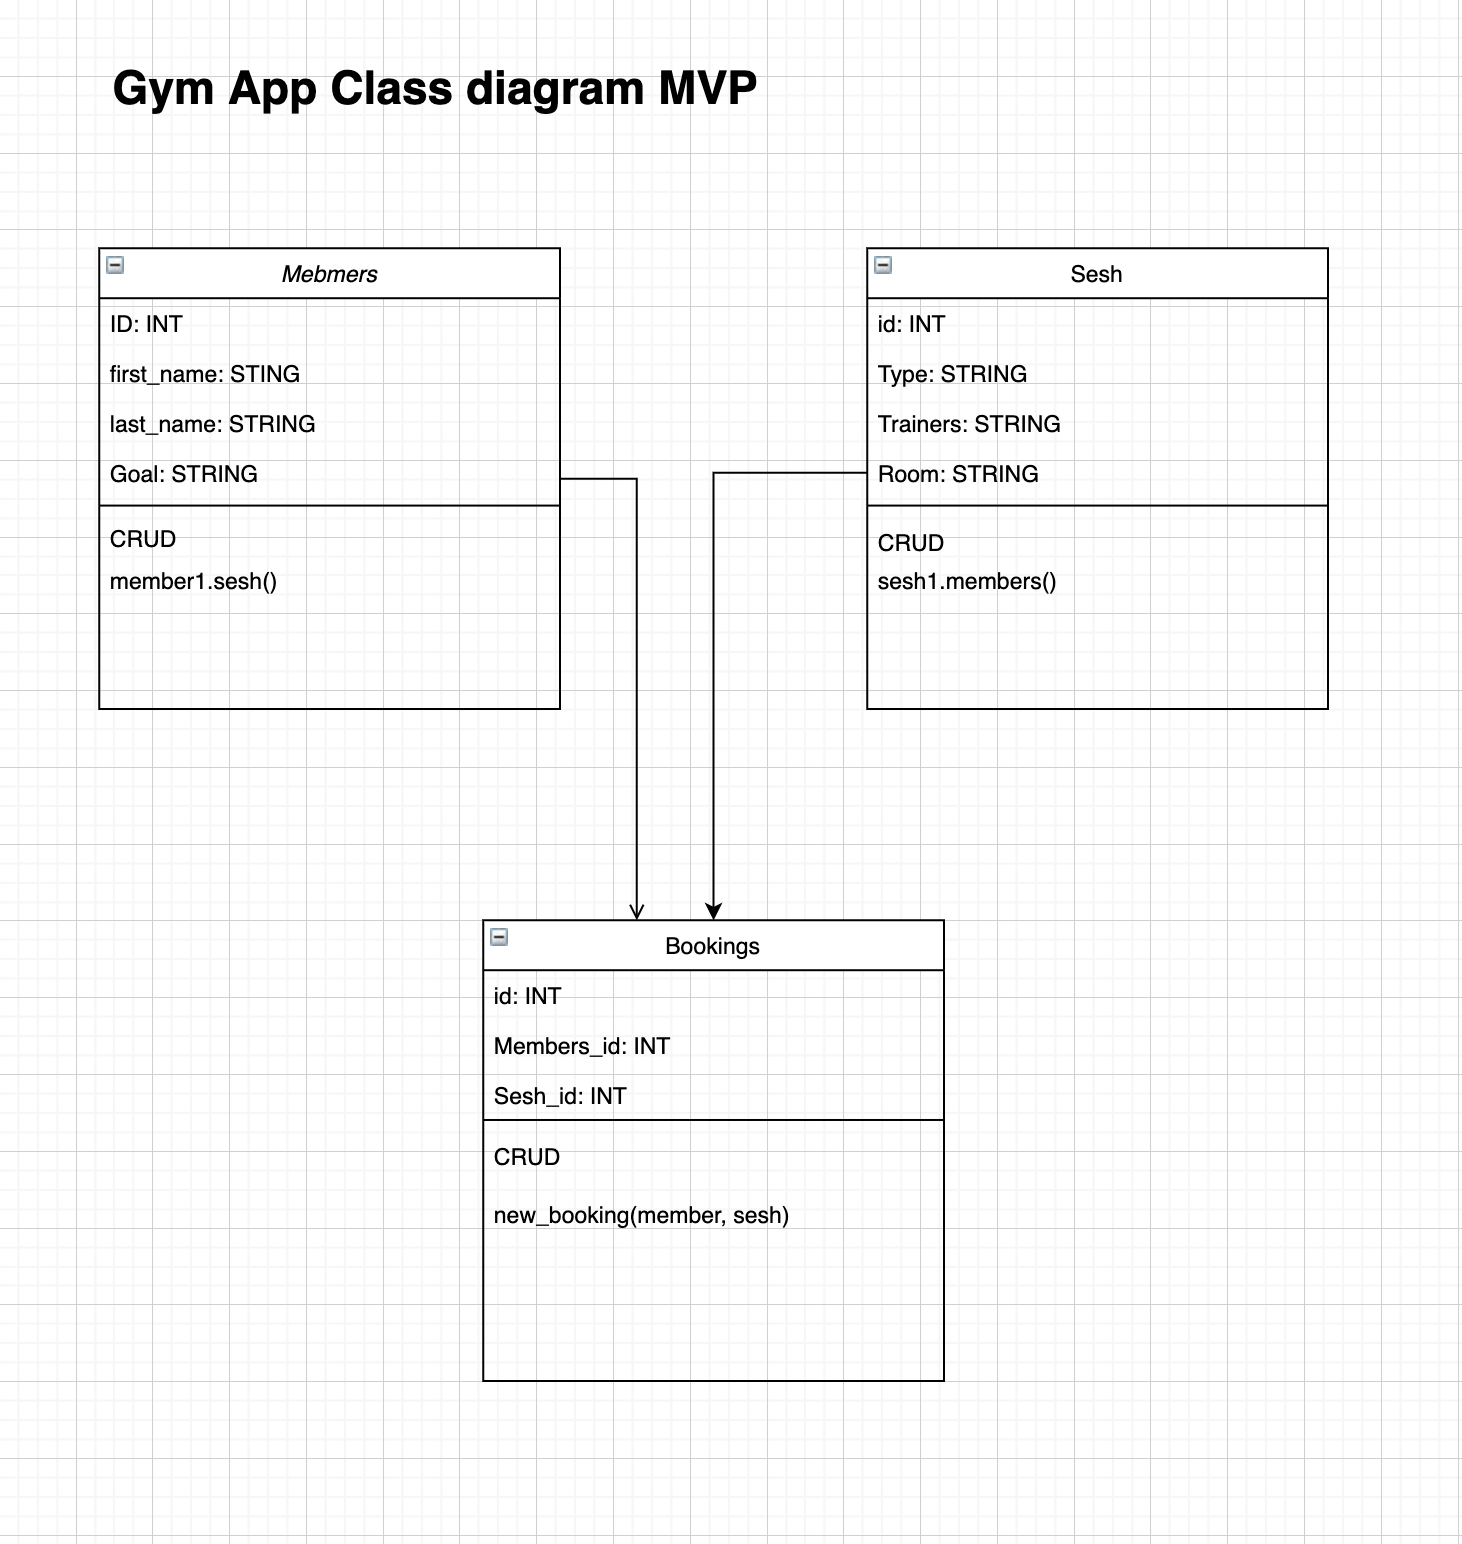 Gym App Class diagram MVP
Mebmers
ID: INT
first_name: STING
last_name: STRING
Goal: STRING
CRUD
member1.sesh()
Sesh
id: INT
Type: STRING
Trainers: STRING
Room: STRING
CRUD
sesh1.members()
Bookings
id: INT
Members_id: INT
Sesh_id: INT
CRUD
new_booking(member, sesh)